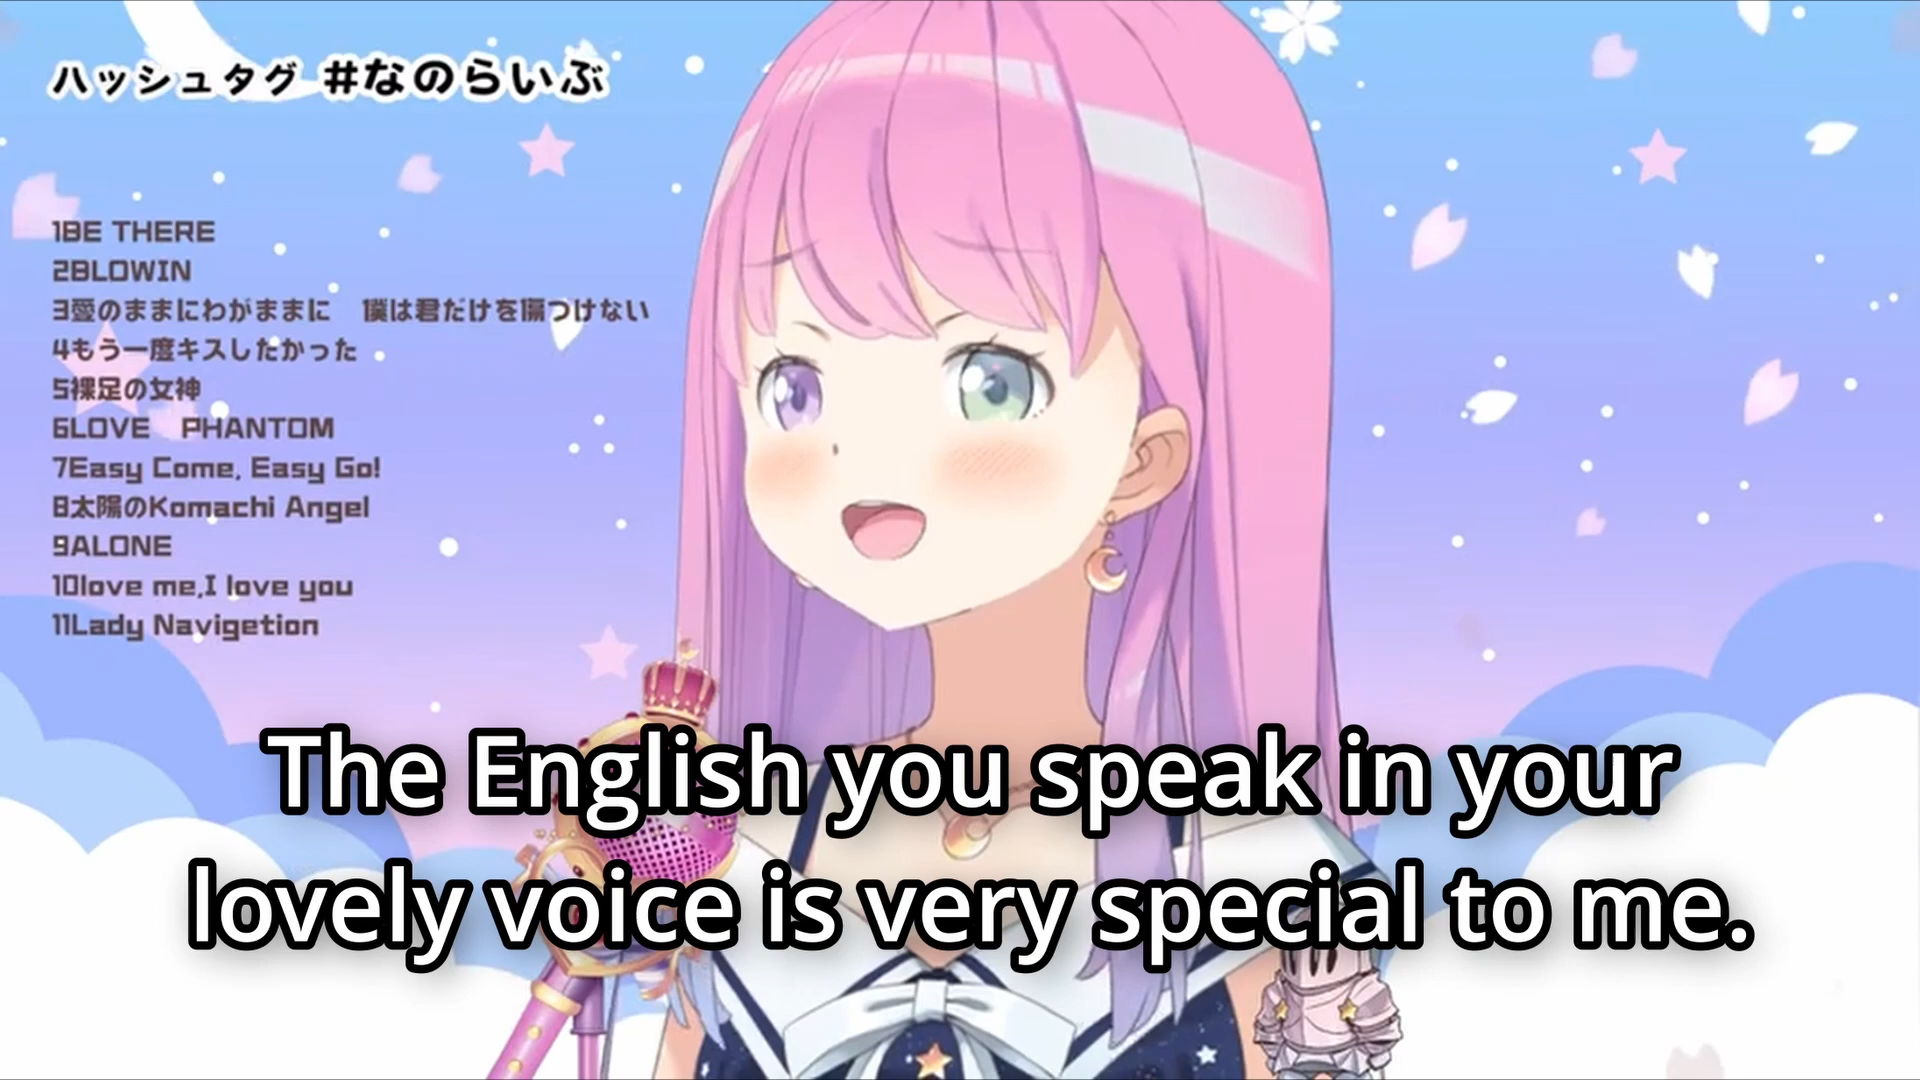 ハッシュタグ #なのらいぶ
1BE THERE
2BLOWIN
3愛のままにわがままに　僕は君だけを傷つけない
4もう一度キスしたかった
5裸足の女神
6LOVE　PHANTOM
7Easy Come, Easy Go!
8太陽のKomachi Angel
9ALONE
10love me,I love you
11Lady Navigetion
The English you speak in your
lovely voice is very special to me.